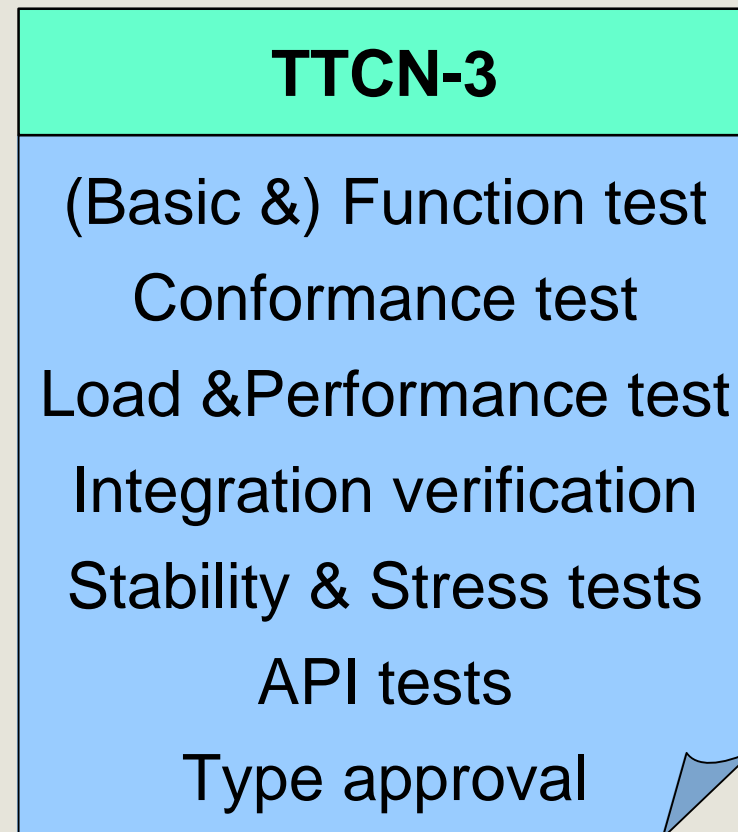 TTCN-3
(Basic &) Function test
Conformance test
Load &Performance test
Integration verification
Stability & Stress tests
API tests
Type approval